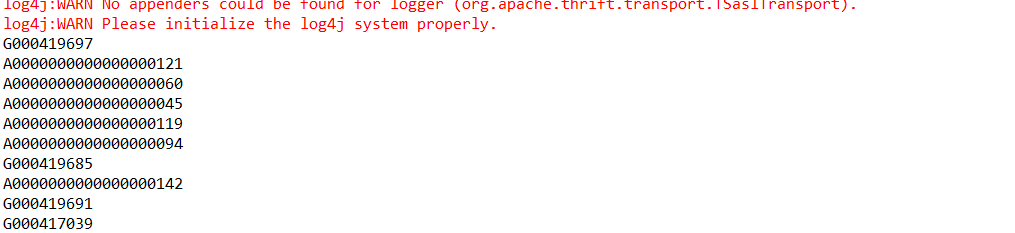 log4j:WARN No appenders could be found for logger (org.apache.thrift.transport.TSaslTransport).
log4j:WARN Please initialize the log4j system properly.
G000419697
A0000000000000000121
A0000000000000000060
A0000000000000000045
A0000000000000000119
A0000000000000000094
G000419685
A0000000000000000142
G000419691
G000417039